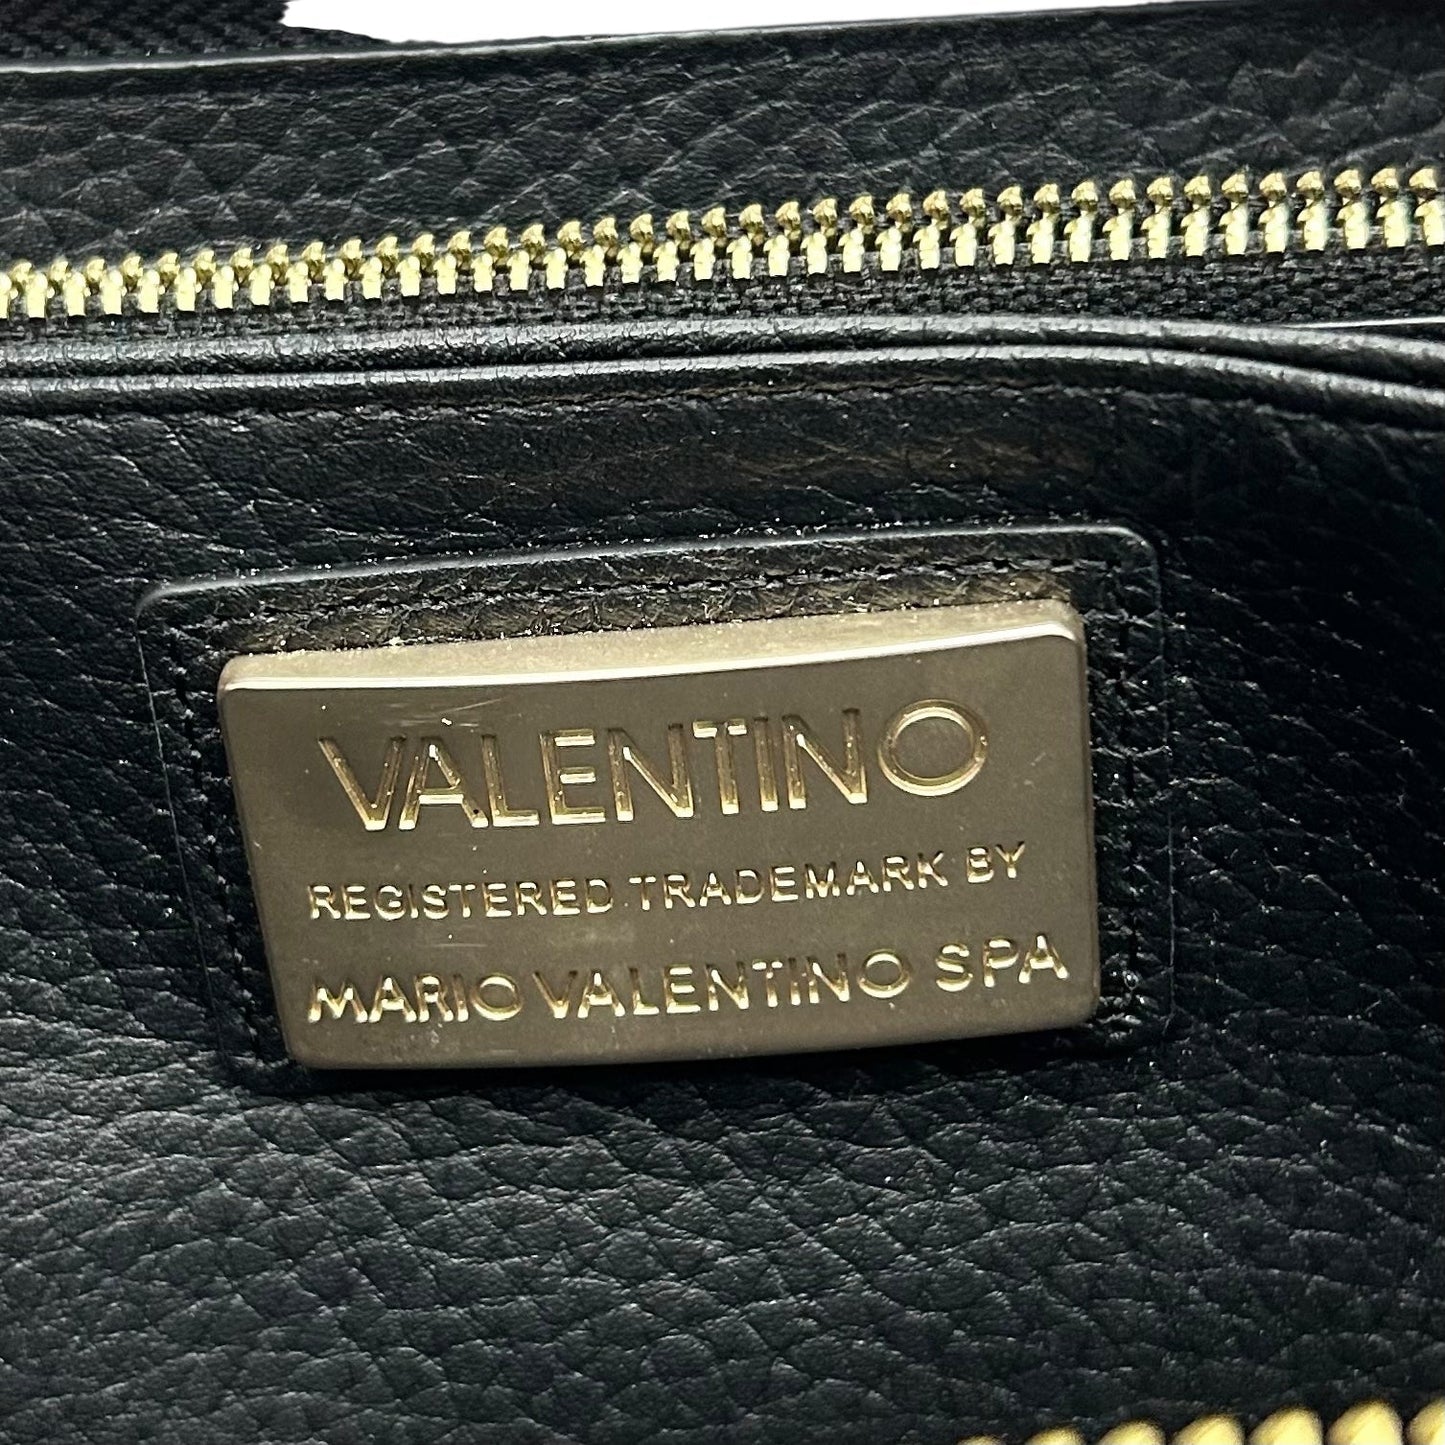 VALENTINO
REGISTERED TRADEMARK BY
MARIO VALENTINO SPA